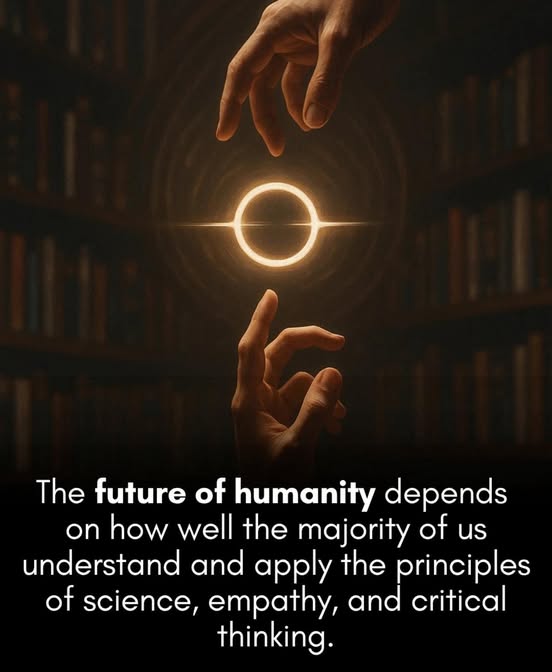 The future of humanity depends
on how well the majority of us
understand and apply the principles
of science, empathy, and critical
thinking.